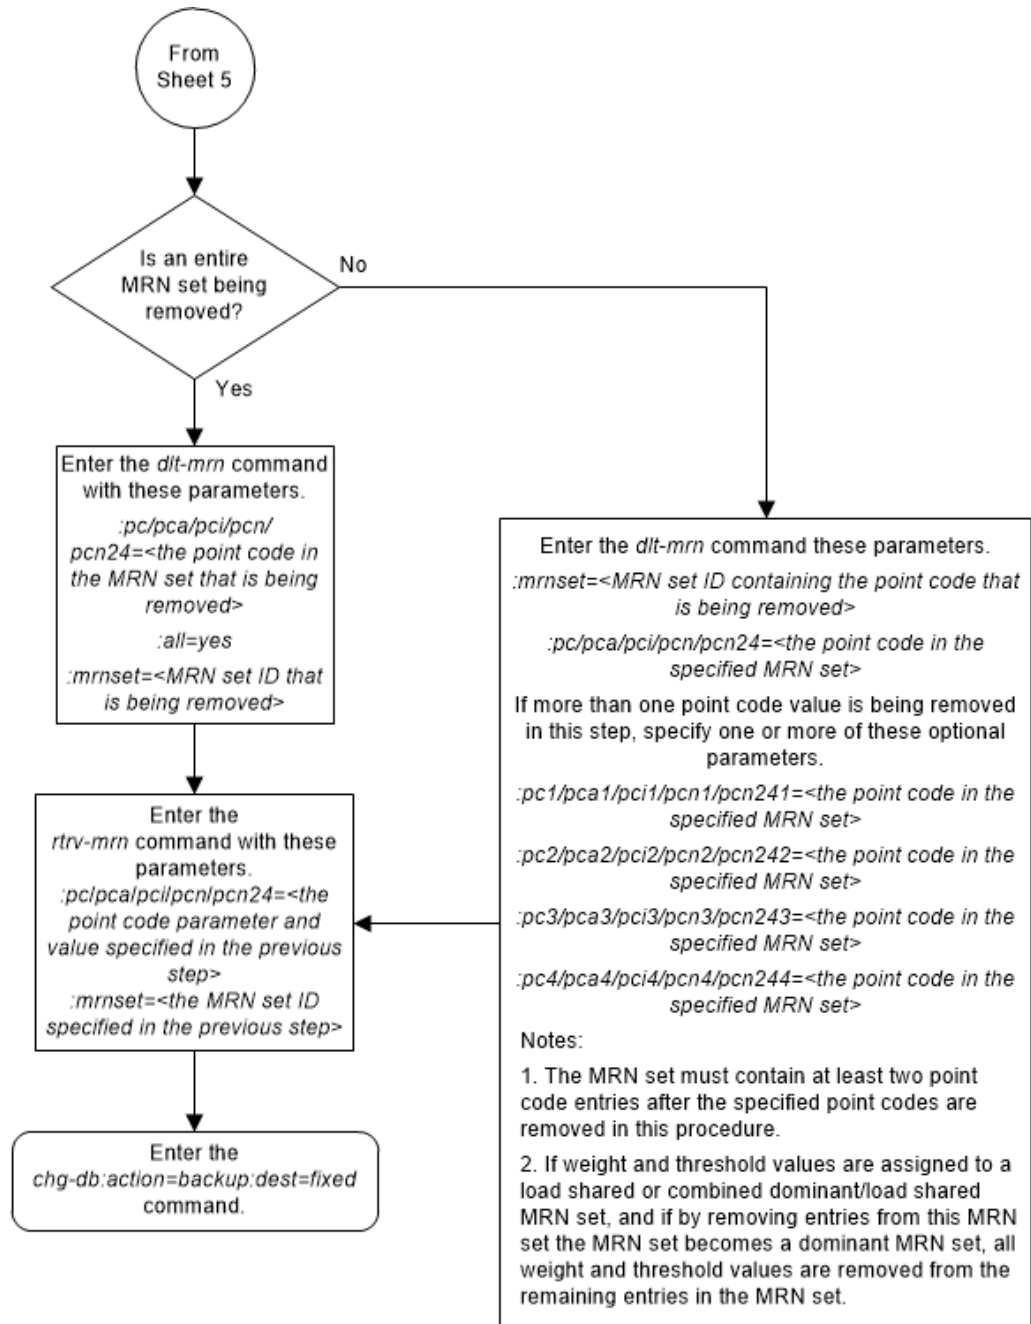 From
Sheet 5
Is an entire
MRN set being
removed?
No
Yes
Enter the dlt-mrn command
with these parameters.
:pc/pca/pci/pcn/
pcn24=<the point code in
the MRN set that is being
removed>
:all=yes
:mrnset=<MRN set ID that
is being removed>
Enter the
rtrv-mrn command with these
parameters.
:pc/pca/pci/pcn/pcn24=<the
point code parameter and
value specified in the previous
step>
:mrnset=<the MRN set ID
specified in the previous step>
Enter the
chg-db:action=backup:dest=fixed
command.
Enter the dlt-mrn command these parameters.
:mrnset=<MRN set ID containing the point code that
is being removed>
:pc/pca/pci/pcn/pcn24=<the point code in the
specified MRN set>
If more than one point code value is being removed
in this step, specify one or more of these optional
parameters.
:pc1/pca1/pci1/pcn1/pcn241=<the point code in the
specified MRN set>
:pc2/pca2/pci2/pcn2/pcn242=<the point code in the
specified MRN set>
:pc3/pca3/pci3/pcn3/pcn243=<the point code in the
specified MRN set>
:pc4/pca4/pci4/pcn4/pcn244=<the point code in the
specified MRN set>
Notes:
1. The MRN set must contain at least two point
code entries after the specified point codes are
removed in this procedure.
2. If weight and threshold values are assigned to a
load shared or combined dominant/load shared
MRN set, and if by removing entries from this MRN
set the MRN set becomes a dominant MRN set, all
weight and threshold values are removed from the
remaining entries in the MRN set.